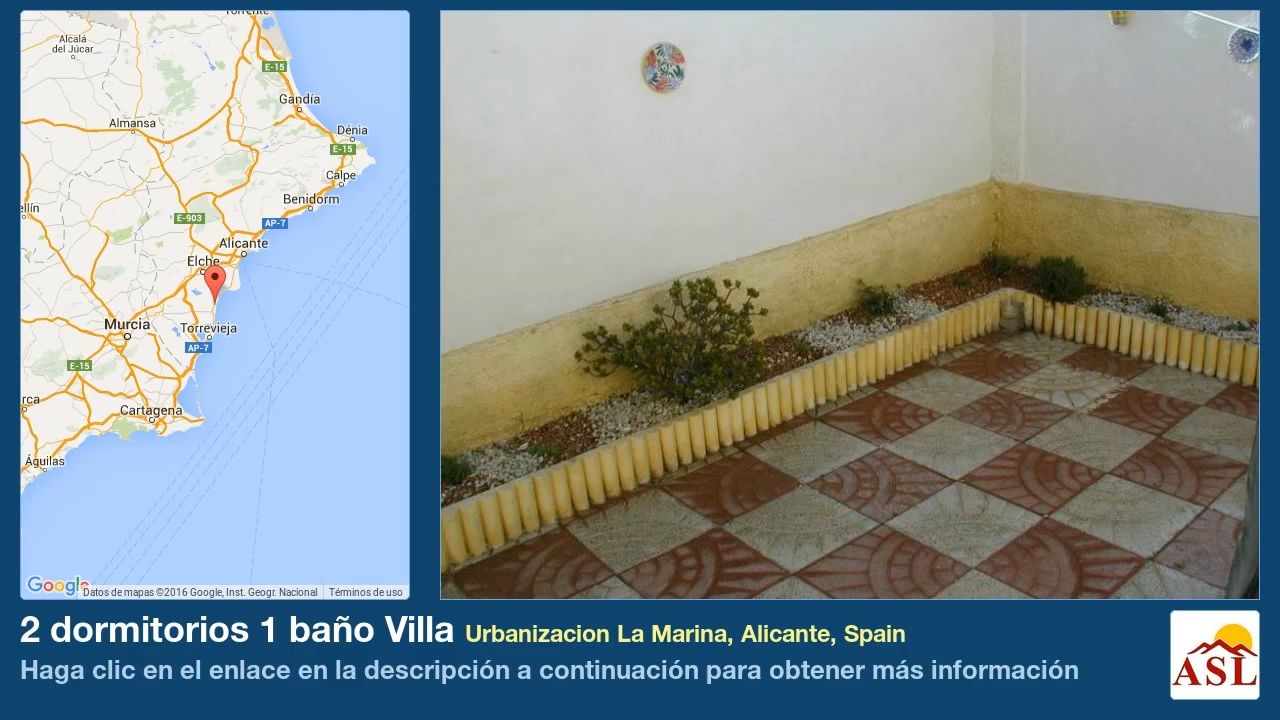 Torrente
Alcalá
del Júcar
E-15
Gandía
Almansa
Dénia
E-15
Calpe
ellín
Benidorm
E-903
AP-7
Alicante
Elche
Murcia
Torrevieja
AP-7
E-15
rca
Cartagena
Águilas
Google
Datos de mapas ©2016 Google, Inst. Geogr. Nacional
Términos de uso
2 dormitorios 1 baño Villa Urbanizacion La Marina, Alicante, Spain
Haga clic en el enlace en la descripción a continuación para obtener más información
ASL